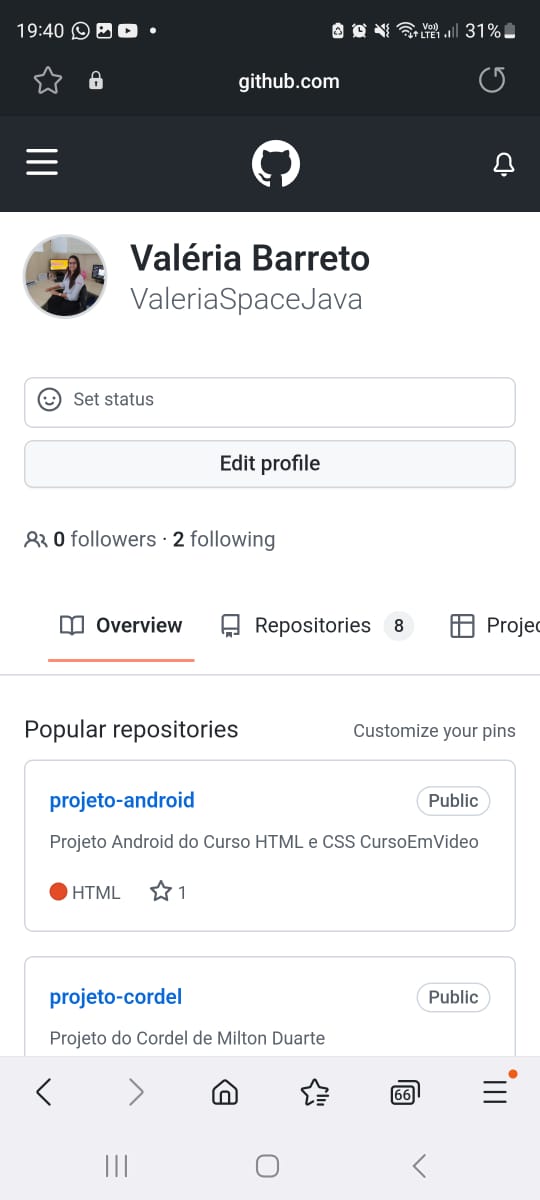 19:40 Vo)) LTE1 31%
github.com
Valéria Barreto
ValeriaSpaceJava
Set status
Edit profile
0 followers · 2 following
Overview Repositories 8 Projec
Popular repositories Customize your pins
projeto-android Public
Projeto Android do Curso HTML e CSS CursoEmVideo
HTML 1
projeto-cordel Public
Projeto do Cordel de Milton Duarte
66